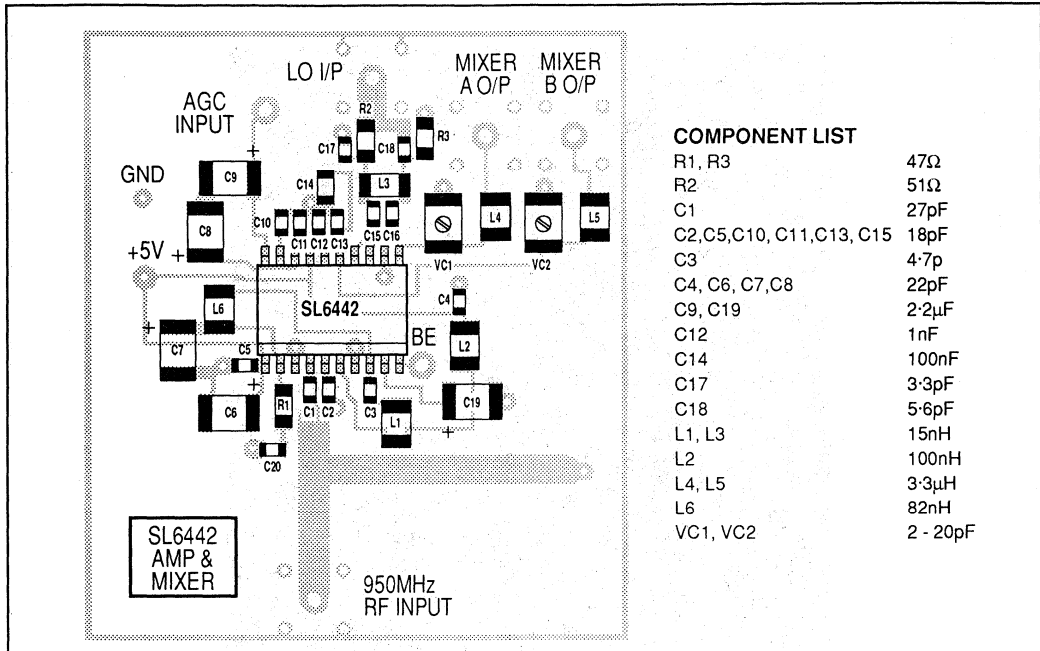 LO I/P
MIXER
A O/P
MIXER
B O/P
AGC
INPUT
R2
R3
C17
C18
+
C9
GND
C14
L3
C8
C10
C11
C12
C13
C15
C16
VC1
L4
VC2
L5
+5V
+
SL6442
L6
C4
BE
L2
+
C7
C5
+
C6
R1
C1
C2
C3
L1
C19
+
C20
SL6442
AMP &
MIXER
950MHz
RF INPUT
COMPONENT LIST
R1, R3 47Ω
R2 51Ω
C1 27pF
C2,C5,C10, C11,C13, C15 18pF
C3 4·7p
C4, C6, C7,C8 22pF
C9, C19 2·2µF
C12 1nF
C14 100nF
C17 3·3pF
C18 5·6pF
L1, L3 15nH
L2 100nH
L4, L5 3·3µH
L6 82nH
VC1, VC2 2 - 20pF